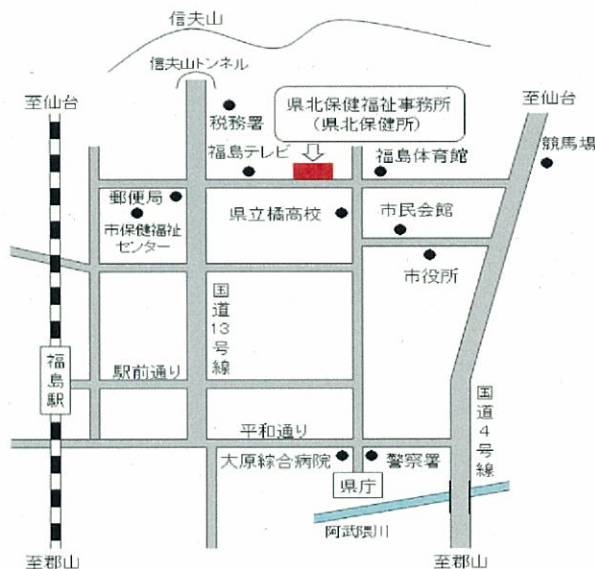 信夫山
信夫山トンネル
至仙台
至仙台
税務署
県北保健福祉事務所
（県北保健所）
競馬場
福島テレビ
福島体育館
郵便局
市保健福祉
センター
県立橘高校
市民会館
市役所
国道13号線
福島駅
駅前通り
平和通り
国道4号線
大原綜合病院
警察署
県庁
阿武隈川
至郡山
至郡山